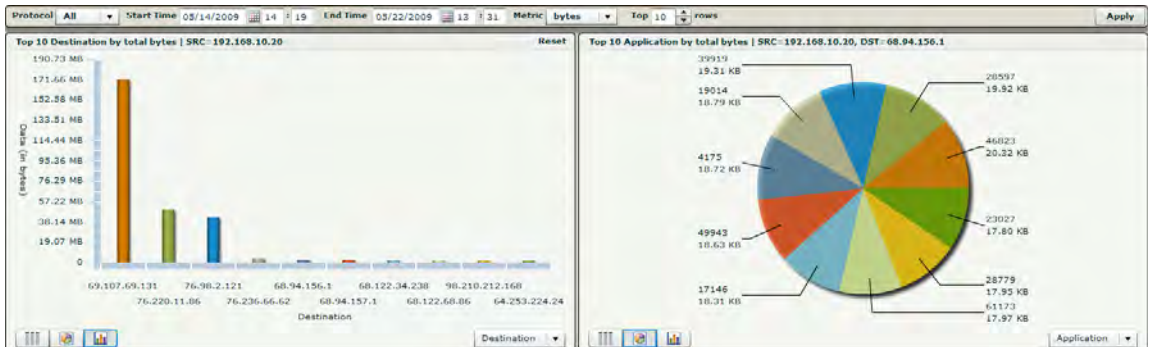 Protocol All Start Time 05/14/2009 14 : 19 End Time 05/22/2009 13 : 31 Metric bytes Top 10 rows Apply
Top 10 Destination by total bytes | SRC=192.168.10.20 Reset
190.73 MB
171.66 MB
152.58 MB
133.51 MB
114.44 MB
95.36 MB
76.29 MB
57.22 MB
38.14 MB
19.07 MB
0
Data (in bytes)
69.107.69.131 76.98.2.121 68.94.156.1 68.122.34.238 98.210.212.168
76.220.11.86 76.236.66.62 68.94.157.1 68.122.68.86 64.253.224.24
Destination
Destination
Top 10 Application by total bytes | SRC=192.168.10.20, DST=68.94.156.1
39919
19.31 KB
28597
19.92 KB
19014
18.79 KB
46823
20.32 KB
4175
18.72 KB
23027
17.80 KB
49943
18.63 KB
28779
17.95 KB
17146
18.31 KB
61173
17.97 KB
Application